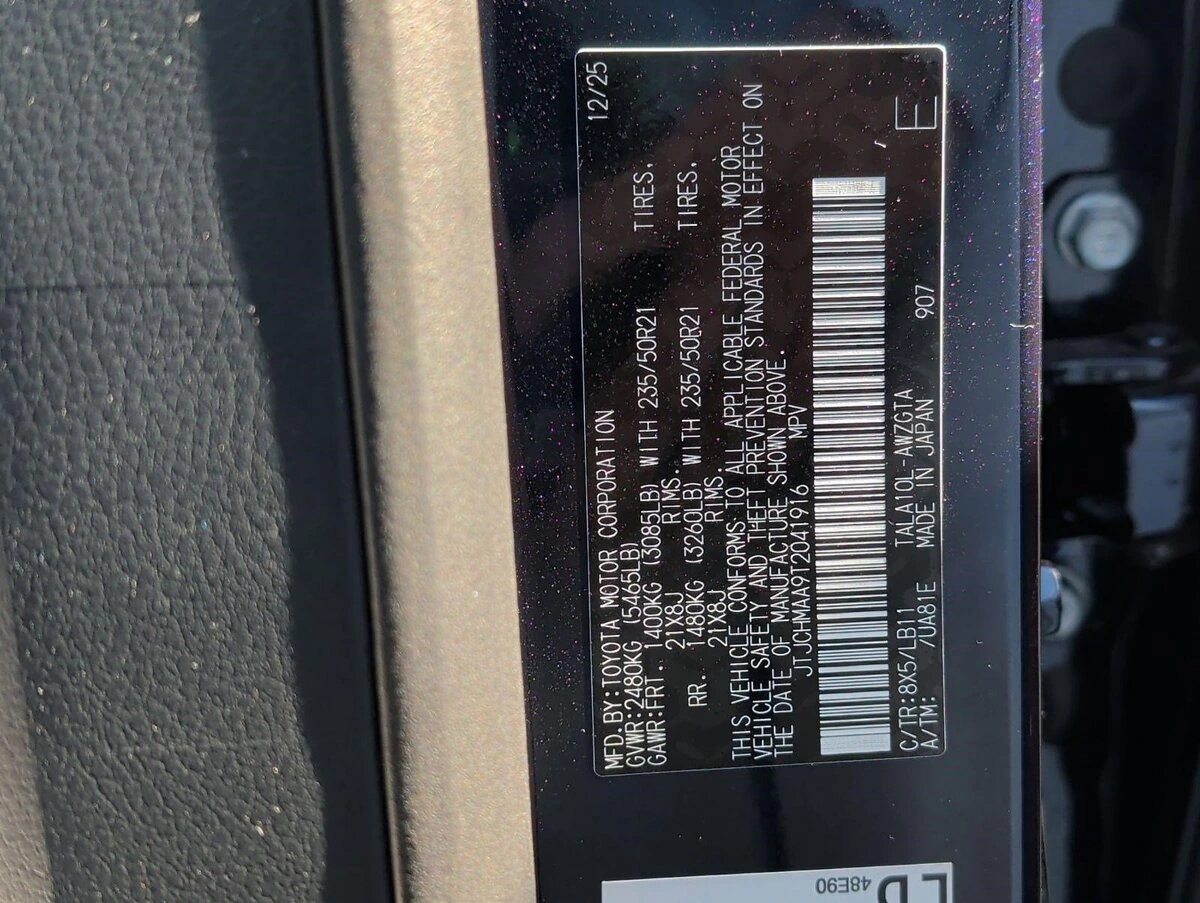 MFD.BY:TOYOTA MOTOR CORPORATION 12/25
GVWR:2480KG (5465LB)
GAWR:FRT. 1400KG (3085LB) WITH 235/50R21 TIRES,
21X8J RIMS.
RR. 1480KG (3260LB) WITH 235/50R21 TIRES,
21X8J RIMS.
THIS VEHICLE CONFORMS TO ALL APPLICABLE FEDERAL MOTOR
VEHICLE SAFETY AND THEFT PREVENTION STANDARDS IN EFFECT ON
THE DATE OF MANUFACTURE SHOWN ABOVE.
JTJCHMAA9T2041916 MPV
C/TR:8X5/LB11 TALA10L-AWZGTA
A/TM: /UA81E MADE IN JAPAN 907 E
48E90